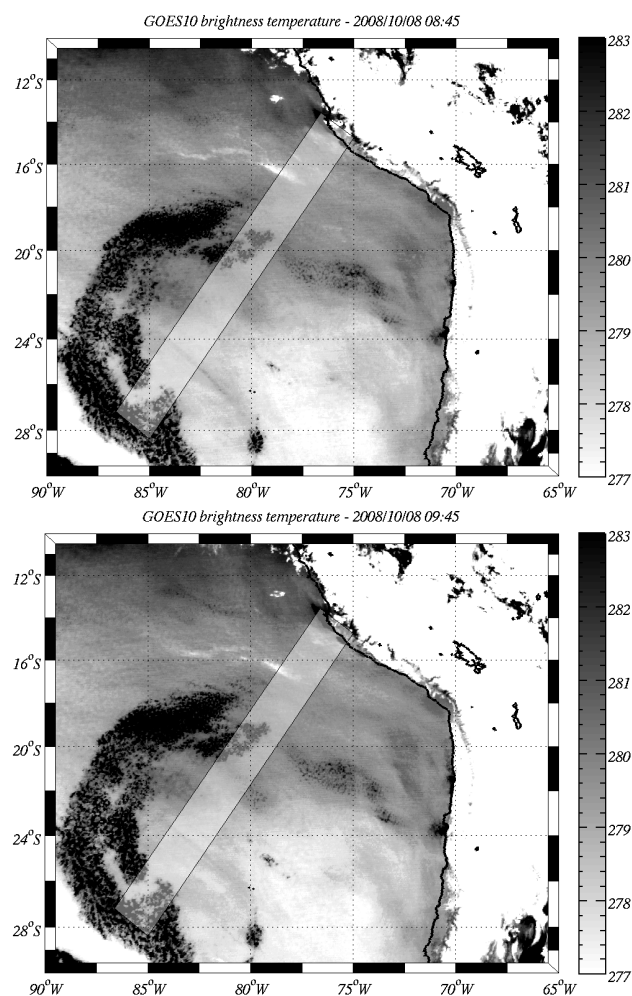 GOES10 brightness temperature - 2008/10/08 08:45
283
12°S
282
281
16°S
280
20°S
279
24°S
278
28°S
277
90°W 85°W 80°W 75°W 70°W 65°W
GOES10 brightness temperature - 2008/10/08 09:45
283
12°S
282
16°S
281
280
20°S
279
24°S
278
28°S
277
90°W 85°W 80°W 75°W 70°W 65°W